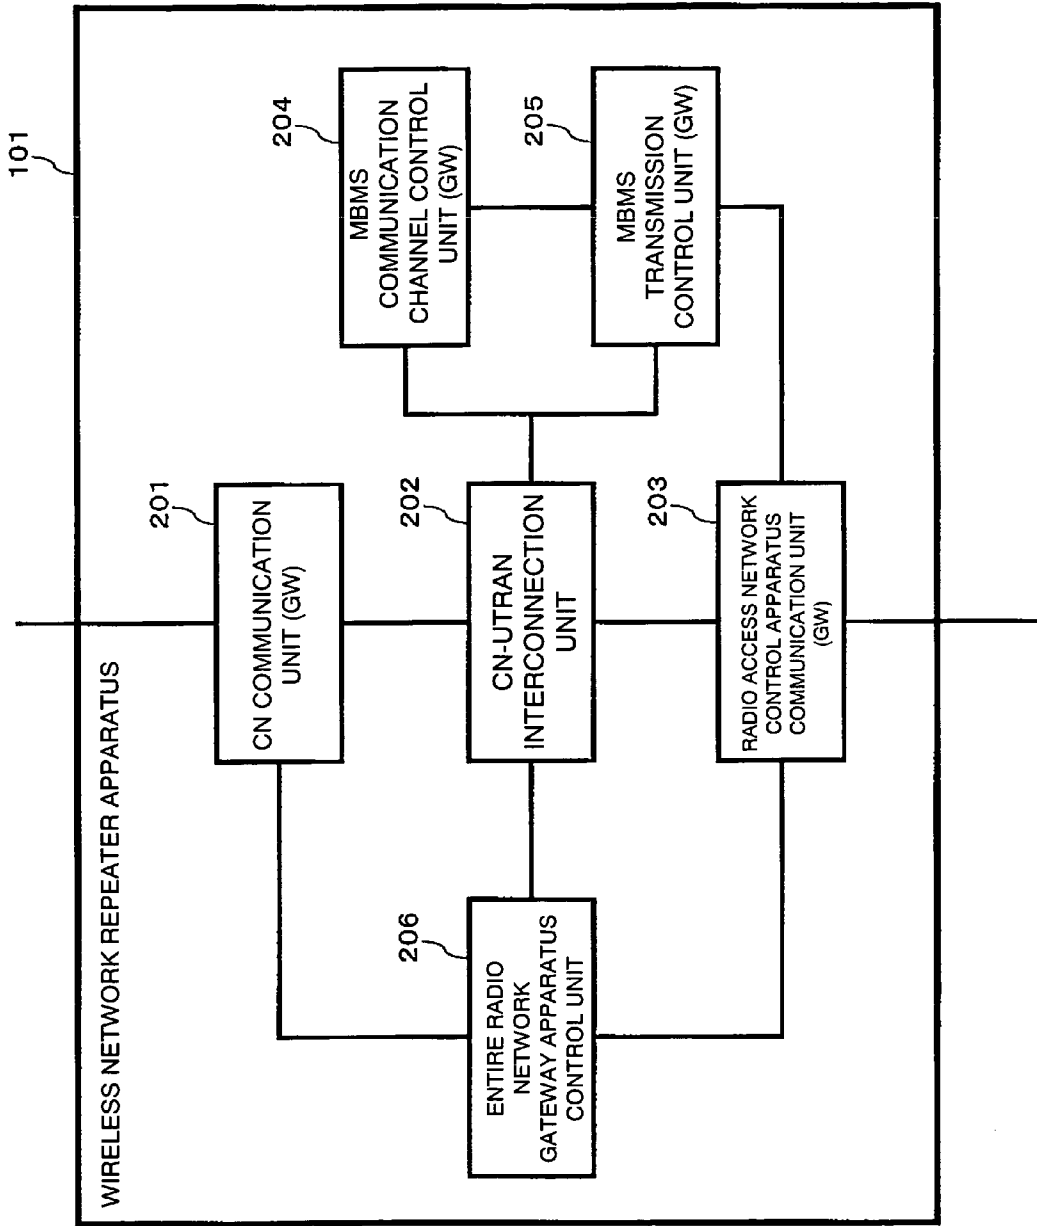 101
WIRELESS NETWORK REPEATER APPARATUS
201
CN COMMUNICATION
UNIT (GW)
202
CN-UTRAN
INTERCONNECTION
UNIT
203
RADIO ACCESS NETWORK
CONTROL APPARATUS
COMMUNICATION UNIT
(GW)
204
MBMS
COMMUNICATION
CHANNEL CONTROL
UNIT (GW)
205
MBMS
TRANSMISSION
CONTROL UNIT (GW)
206
ENTIRE RADIO
NETWORK
GATEWAY APPARATUS
CONTROL UNIT